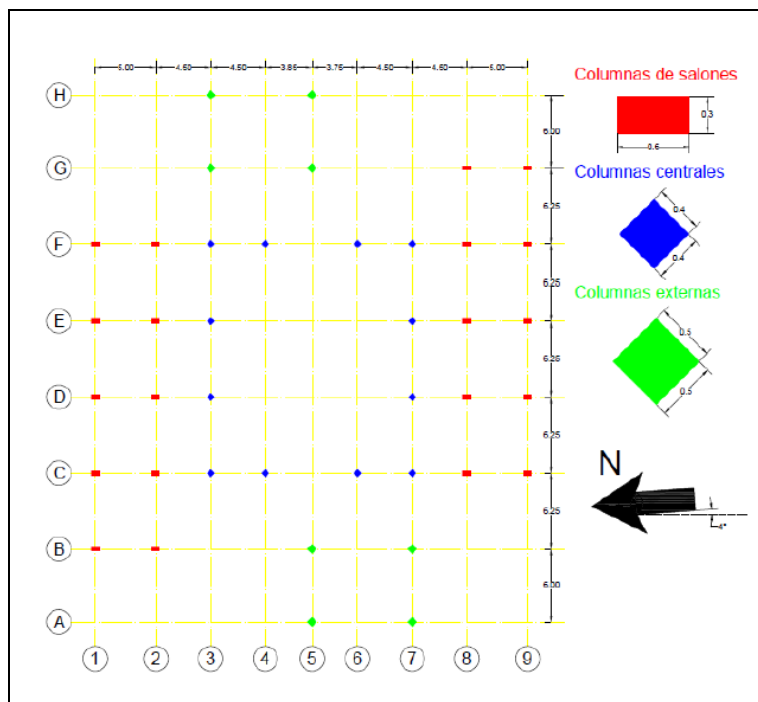 5.00 4.50 4.50 3.85 3.75 4.50 4.50 5.00
Columnas de salones
0.3
0.6
Columnas centrales
0.4
0.4
Columnas externas
0.5
0.5
N
4°
H
G
F
E
D
C
B
A
6.00
6.25
6.25
6.25
6.25
6.25
6.00
1 2 3 4 5 6 7 8 9